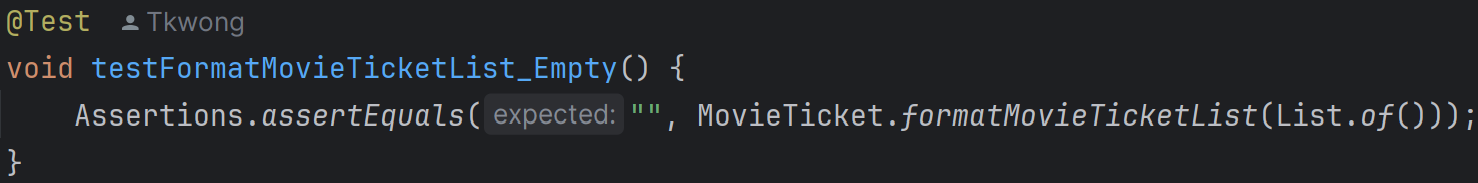 @Test Tkwong
void testFormatMovieTicketList_Empty() {
    Assertions.assertEquals( expected: "", MovieTicket.formatMovieTicketList(List.of()));
}